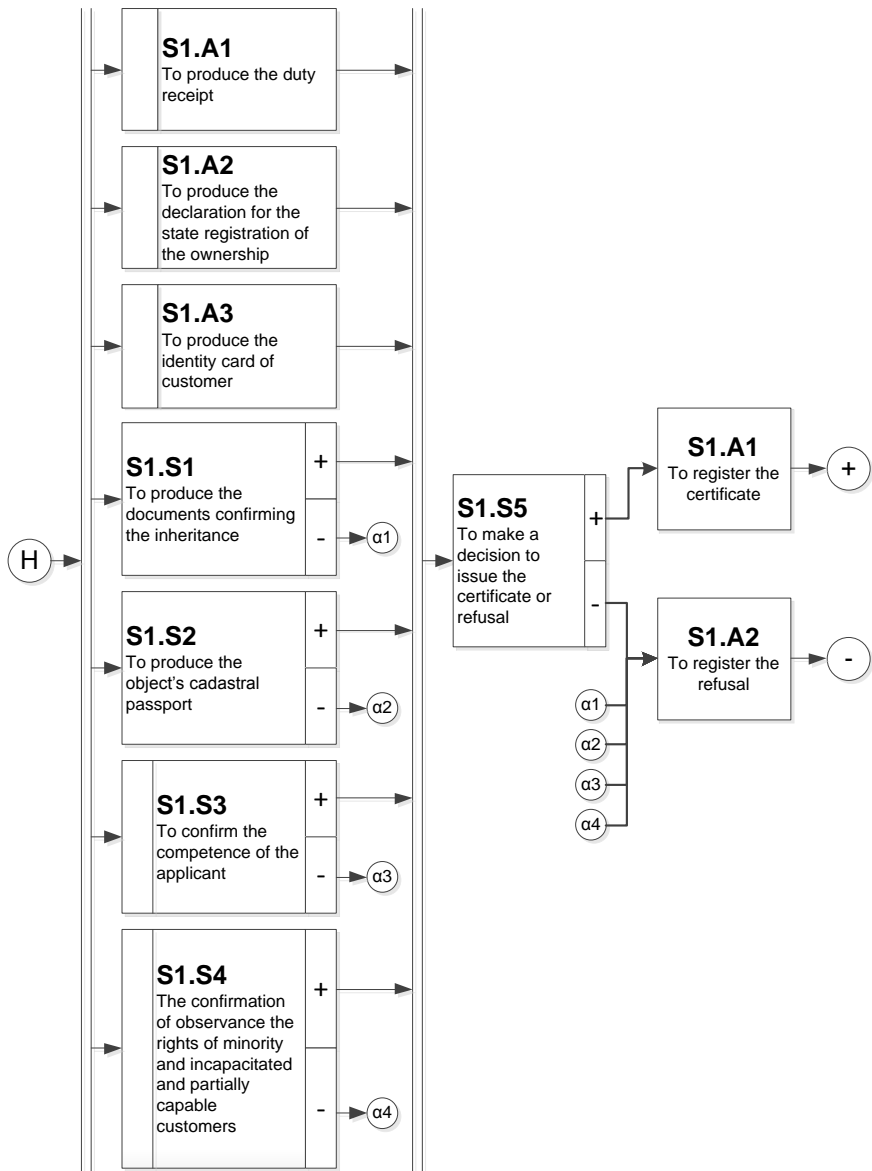 S1.A1
To produce the duty
receipt
S1.A2
To produce the
declaration for the
state registration of
the ownership
S1.A3
To produce the
identity card of
customer
S1.S1
To produce the
documents confirming
the inheritance
+
-
α1
H
S1.S2
To produce the
object's cadastral
passport
+
-
α2
S1.S3
To confirm the
competence of the
applicant
+
-
α3
S1.S4
The confirmation
of observance the
rights of minority
and incapacitated
and partially
capable
customers
+
-
α4
S1.S5
To make a
decision to
issue the
certificate or
refusal
+
-
S1.A1
To register the
certificate
+
S1.A2
To register the
refusal
-
α1
α2
α3
α4